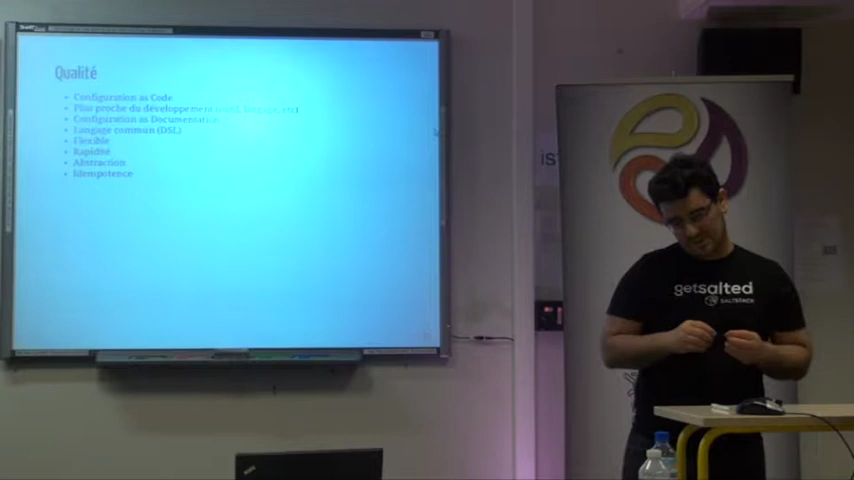 Qualité
Configuration as Code
Plus proche du développement
etc)
Configuration as Documentation
Langage commun (DSL)
Flexible
Rapidité
Abstraction
Idempotence
getsalted
SALTSTACK